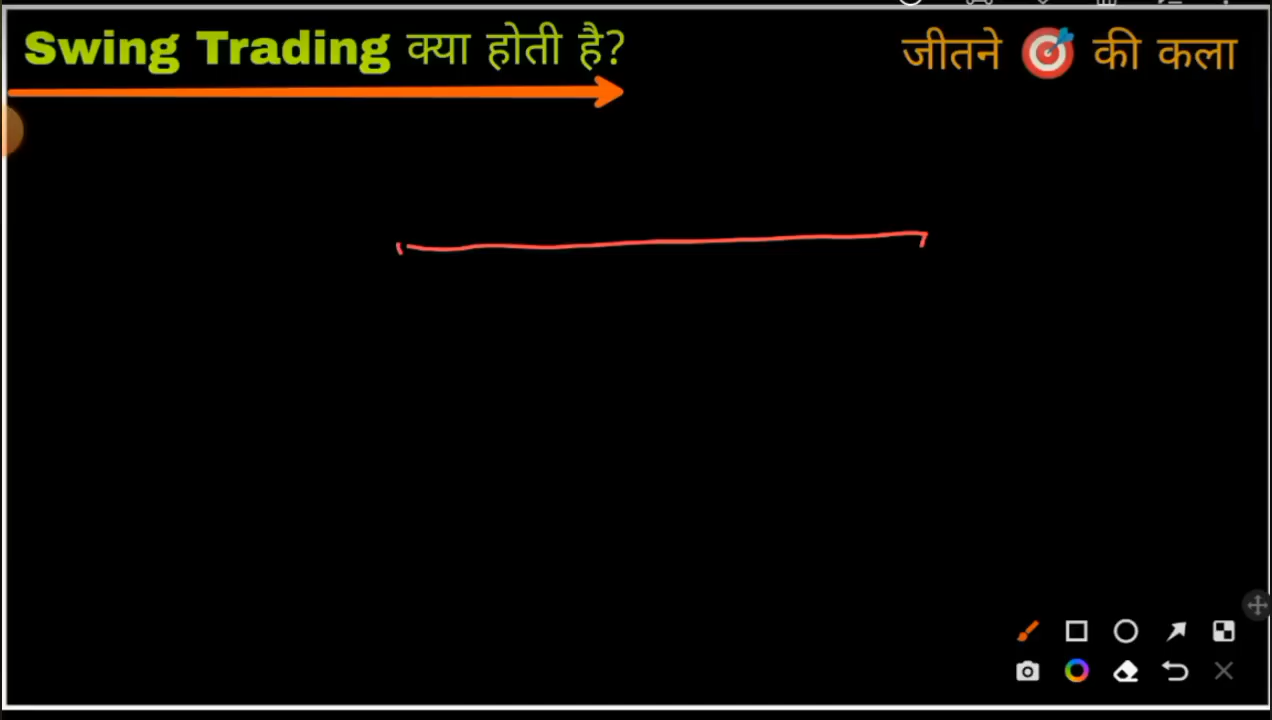 Swing Trading क्या होती है?
जीतने 🎯 की कला